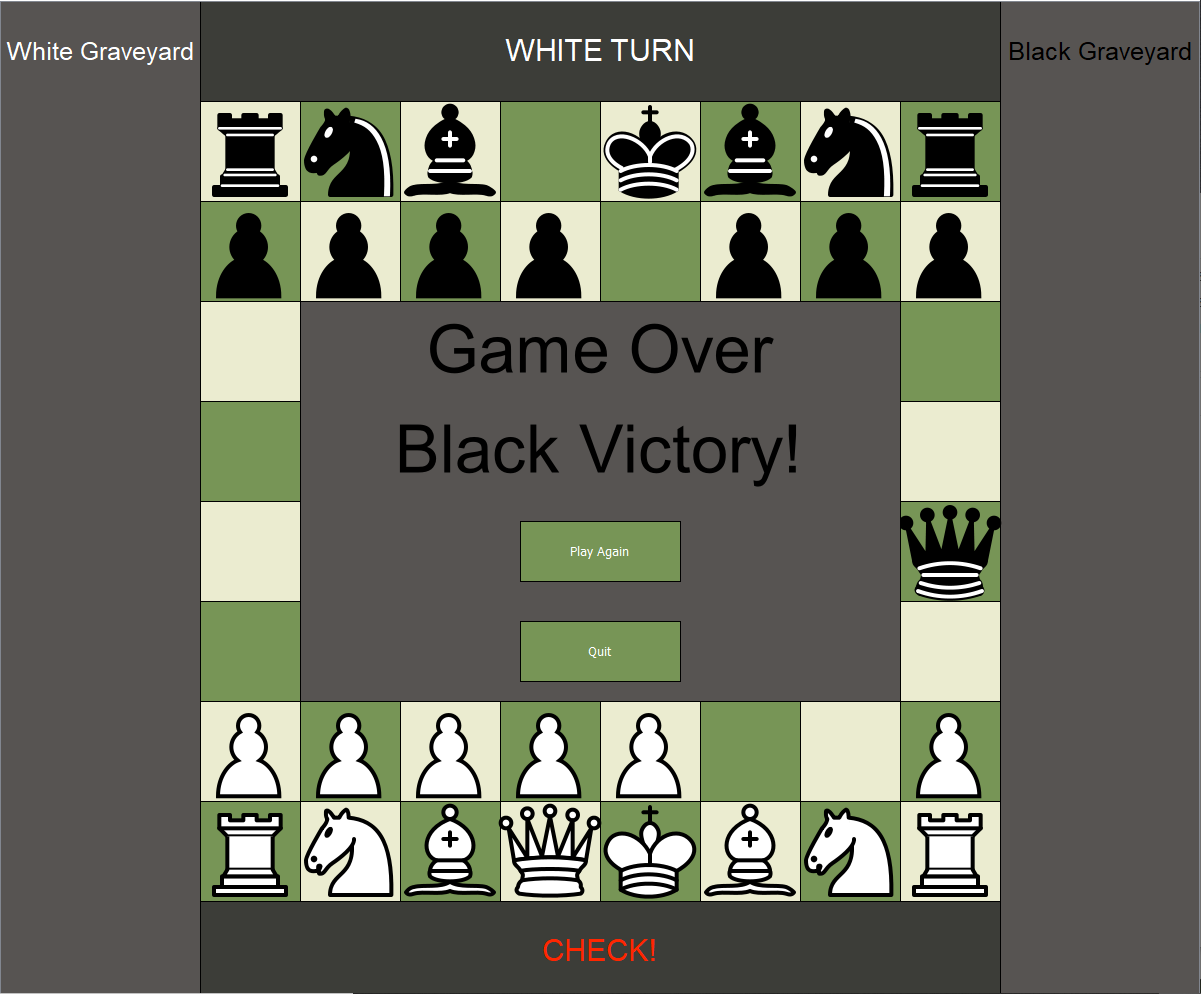 White Graveyard
WHITE TURN
Black Graveyard
Game Over
Black Victory!
Play Again
Quit
CHECK!